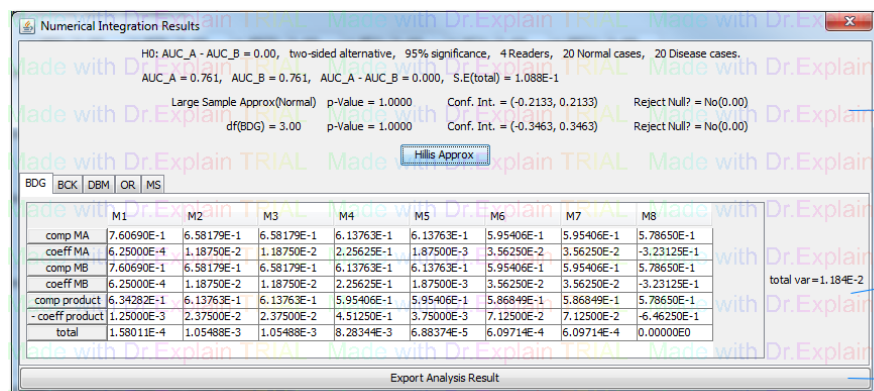 Numerical Integration Results
H0: AUC_A - AUC_B = 0.00, two-sided alternative, 95% significance, 4 Readers, 20 Normal cases, 20 Disease cases.
AUC_A = 0.761, AUC_B = 0.761, AUC_A - AUC_B = 0.000, S.E(total) = 1.088E-1
Large Sample Approx(Normal) p-Value = 1.0000 Conf. Int. = (-0.2133, 0.2133) Reject Null? = No(0.00)
df(BDG) = 3.00 p-Value = 1.0000 Conf. Int. = (-0.3463, 0.3463) Reject Null? = No(0.00)
Hillis Approx
BDG BCK DBM OR MS
M1 M2 M3 M4 M5 M6 M7 M8
comp MA 7.60690E-1 6.58179E-1 6.58179E-1 6.13763E-1 6.13763E-1 5.95406E-1 5.95406E-1 5.78650E-1
coeff MA 6.25000E-4 1.18750E-2 1.18750E-2 2.25625E-1 1.87500E-3 3.56250E-2 3.56250E-2 -3.23125E-1
comp MB 7.60690E-1 6.58179E-1 6.58179E-1 6.13763E-1 6.13763E-1 5.95406E-1 5.95406E-1 5.78650E-1
coeff MB 6.25000E-4 1.18750E-2 1.18750E-2 2.25625E-1 1.87500E-3 3.56250E-2 3.56250E-2 -3.23125E-1
total var=1.184E-2
comp product 6.34282E-1 6.13763E-1 6.13763E-1 5.95406E-1 5.95406E-1 5.86849E-1 5.86849E-1 5.78650E-1
- coeff product 1.25000E-3 2.37500E-2 2.37500E-2 4.51250E-1 3.75000E-3 7.12500E-2 7.12500E-2 -6.46250E-1
total 1.58011E-4 1.05488E-3 1.05488E-3 8.28344E-3 6.88374E-5 6.09714E-4 6.09714E-4 0.00000E0
Export Analysis Result
Made with Dr.Explain TRIAL